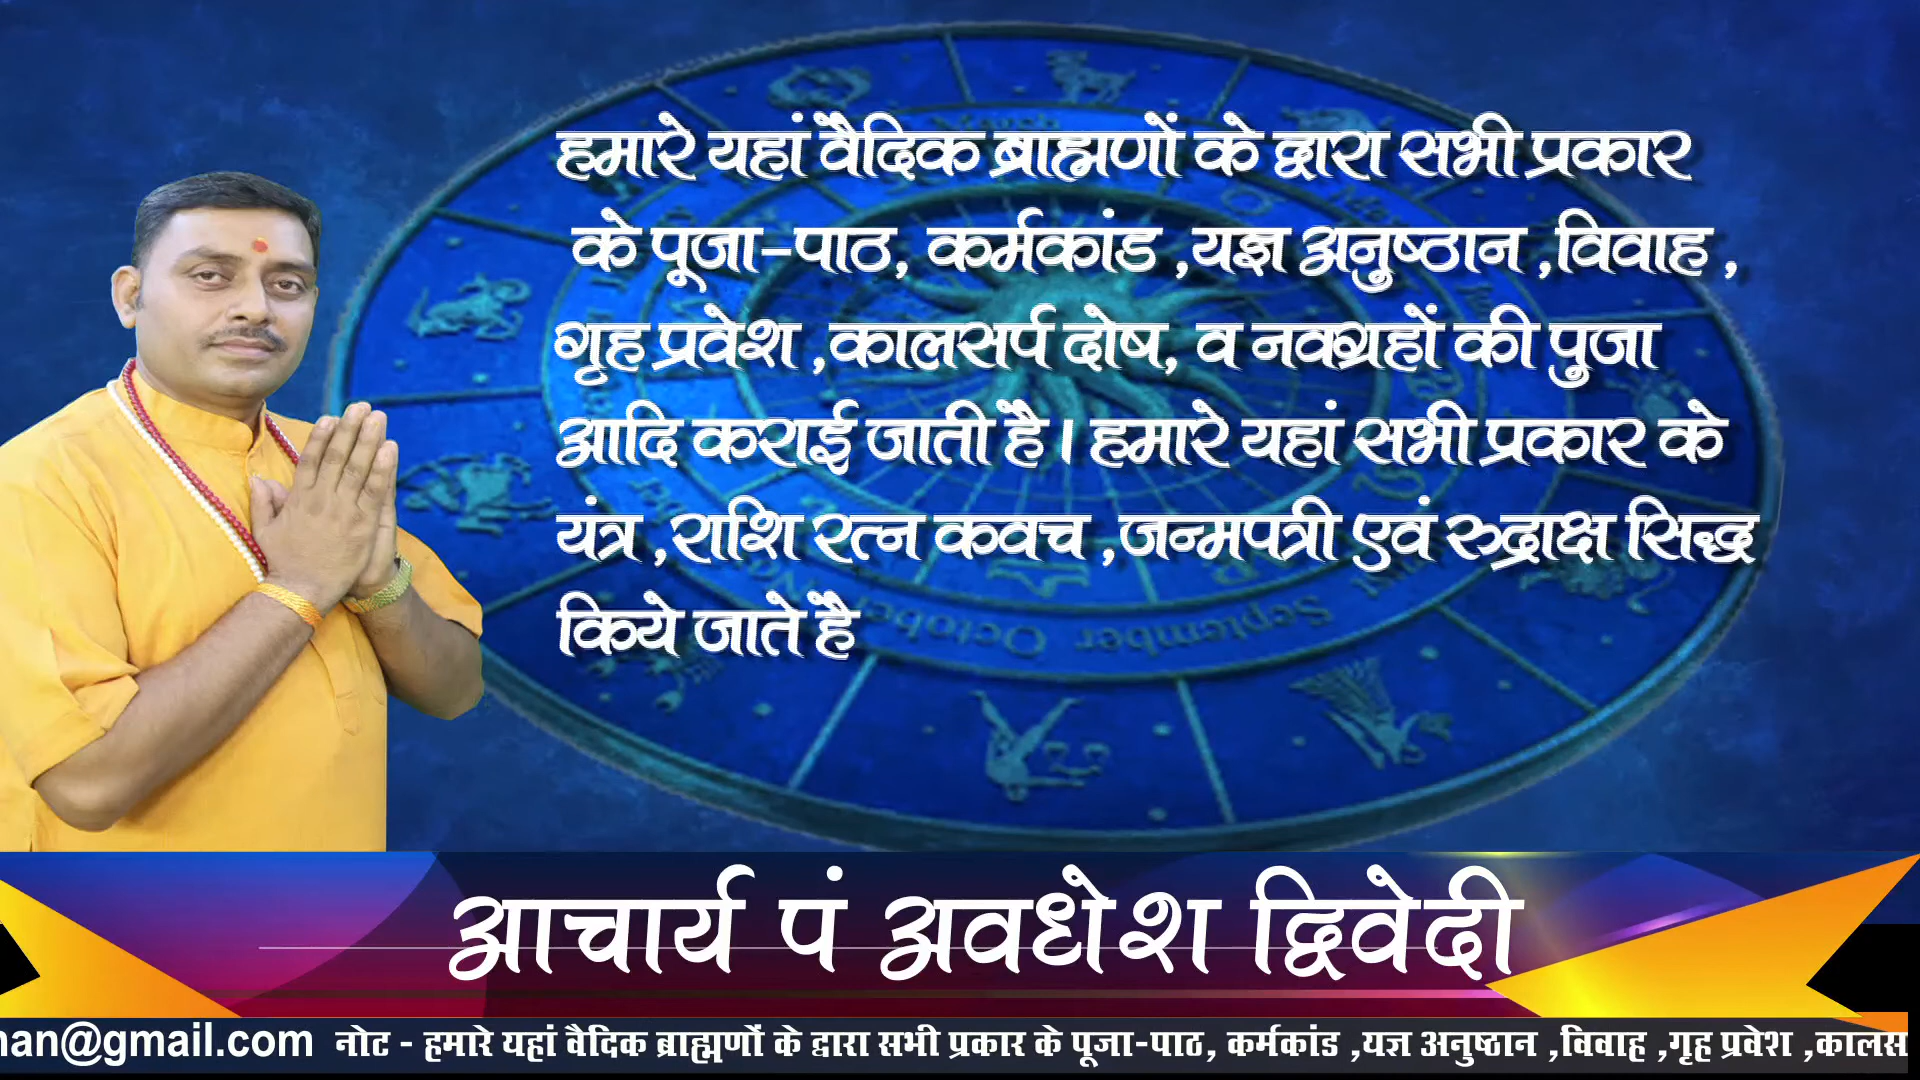 हमारे यहां वैदिक ब्राह्मणों के द्वारा सभी प्रकार
के पूजा-पाठ, कर्मकांड ,यज्ञ अनुष्ठान ,विवाह ,
गृह प्रवेश ,कालसर्प दोष, व नवग्रहों की पुजा
आदि कराई जाती है । हमारे यहां सभी प्रकार के
यंत्र ,राशि रत्न कवच ,जन्मपत्री एवं रुद्राक्ष सिद्ध
किये जाते है
October September
आचार्य पं अवधेश द्विवेदी
nan@gmail.com नोट - हमारे यहां वैदिक ब्राह्मणों के द्वारा सभी प्रकार के पूजा-पाठ, कर्मकांड ,यज्ञ अनुष्ठान ,विवाह ,गृह प्रवेश ,कालस